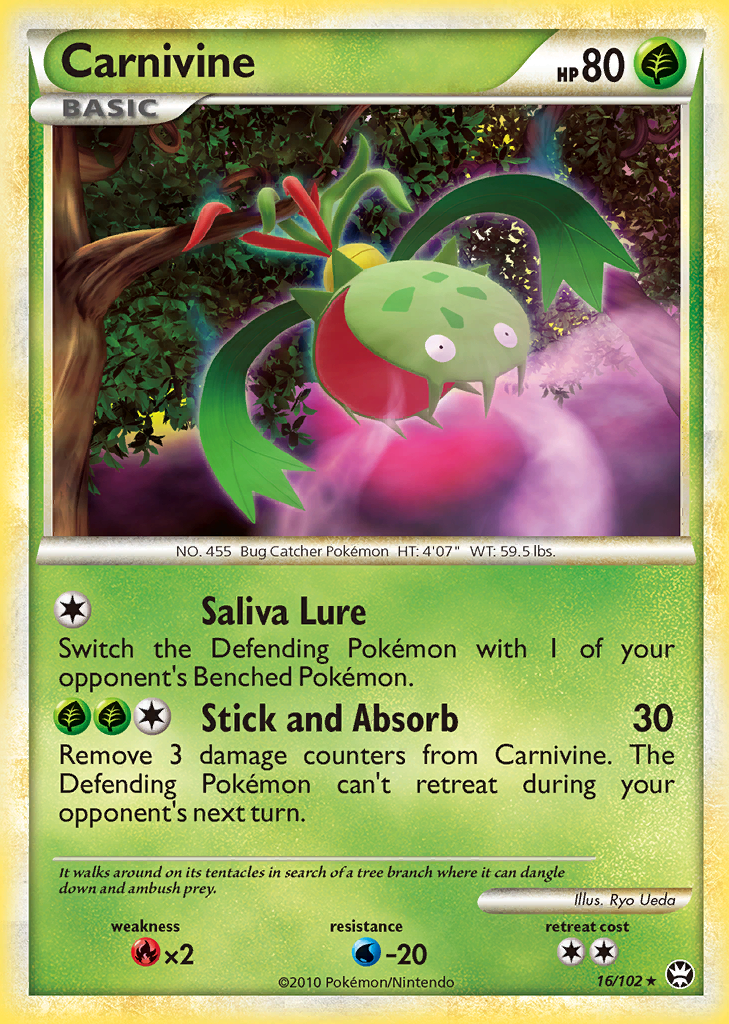 Carnivine
HP 80
BASIC
NO. 455 Bug Catcher Pokémon HT: 4'07" WT: 59.5 lbs.
Saliva Lure
Switch the Defending Pokémon with 1 of your
opponent's Benched Pokémon.
Stick and Absorb 30
Remove 3 damage counters from Carnivine. The
Defending Pokémon can't retreat during your
opponent's next turn.
It walks around on its tentacles in search of a tree branch where it can dangle
down and ambush prey.
Illus. Ryo Ueda
weakness resistance retreat cost
×2 -20
©2010 Pokémon/Nintendo 16/102 ★